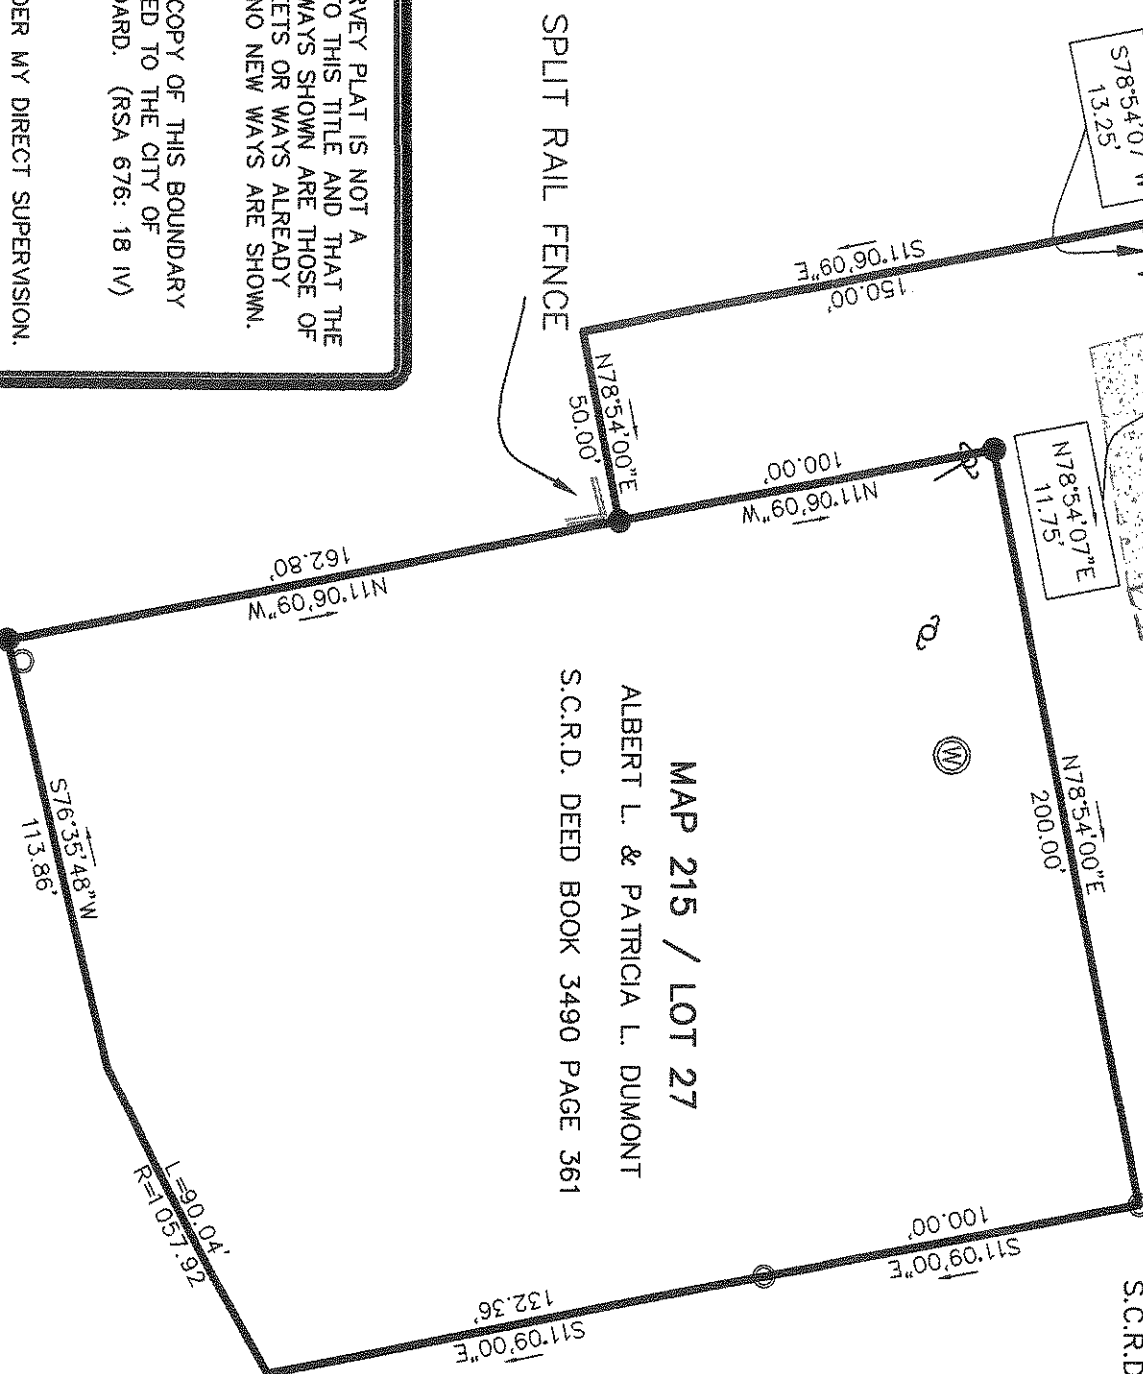 RVEY PLAT IS NOT A
TO THIS TITLE AND THAT THE
WAYS SHOWN ARE THOSE OF
ETS OR WAYS ALREADY
NO NEW WAYS ARE SHOWN.
COPY OF THIS BOUNDARY
ED TO THE CITY OF
OARD. (RSA 676: 18 IV)
DER MY DIRECT SUPERVISION.
SPLIT RAIL FENCE
S78°54'07"W
13.25'
S11°06'09"E
150.00'
N78°54'00"E
50.00'
100.00'
N11°06'09"W
N78°54'07"E
11.75'
162.80'
N11°06'09"W
N78°54'00"E
200.00'
W
MAP 215 / LOT 27
ALBERT L. & PATRICIA L. DUMONT
S.C.R.D. DEED BOOK 3490 PAGE 361
S76°35'48"W
113.86'
L=90.04'
R=1057.92
100.00'
S11°09'00"E
132.36'
S11°09'00"E
S.C.R.D